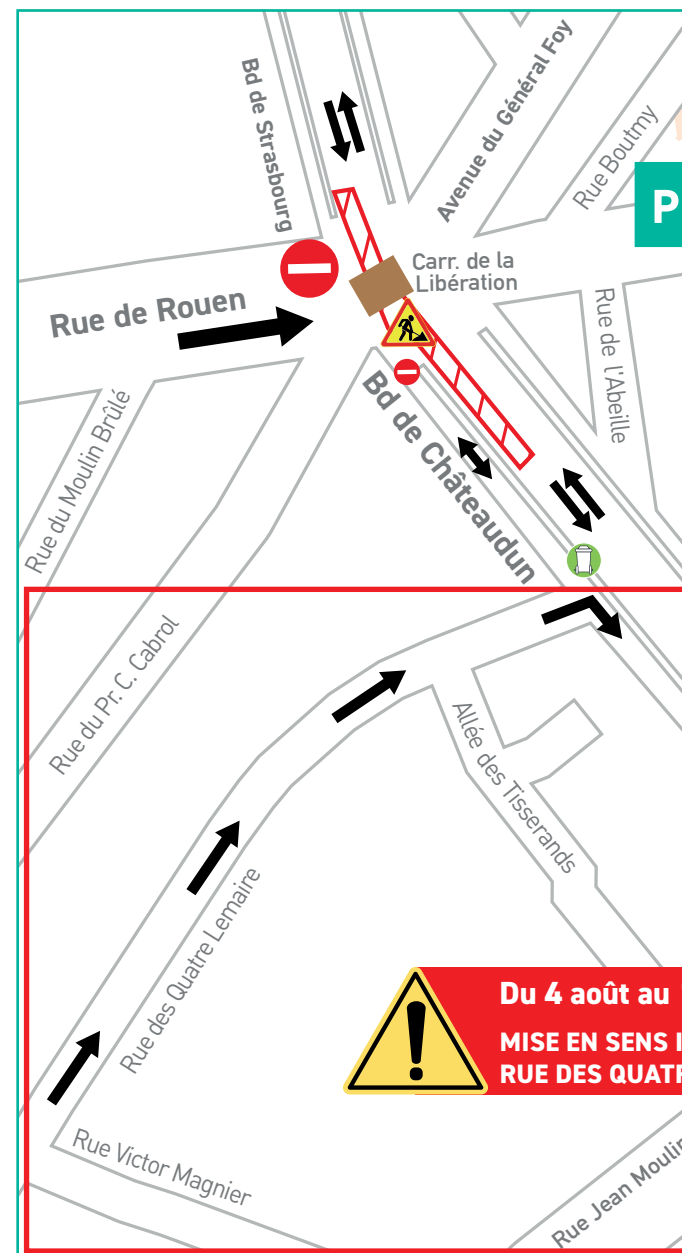 Bd de Strasbourg
Avenue du Général Foy
Rue Boutmy
P
Carr. de la
Libération
Rue de Rouen
Rue de l'Abeille
Rue du Moulin Brûlé
Bd de Châteaudun
Rue du Pr. C. Cabrol
Allée des Tisserands
Rue des Quatre Lemaire
Du 4 août au
MISE EN SENS
RUE DES
Rue Victor Magnier
Rue Jean Moulin